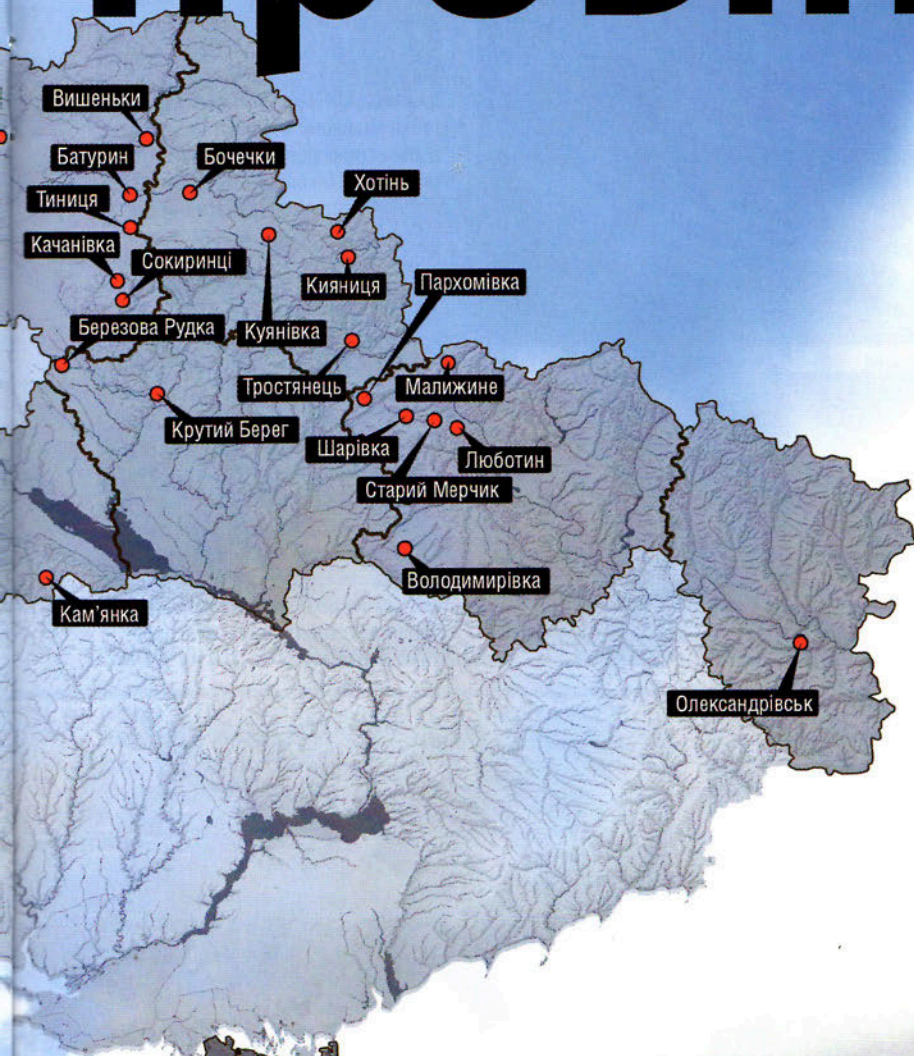 Вишеньки
Батурин
Бочечки
Тиниця
Хотінь
Качанівка
Сокиринці
Кияниця
Пархомівка
Березова Рудка
Куянівка
Тростянець
Малижине
Крутий Берег
Шарівка
Люботин
Старий Мерчик
Володимирівка
Кам'янка
Олександрівськ